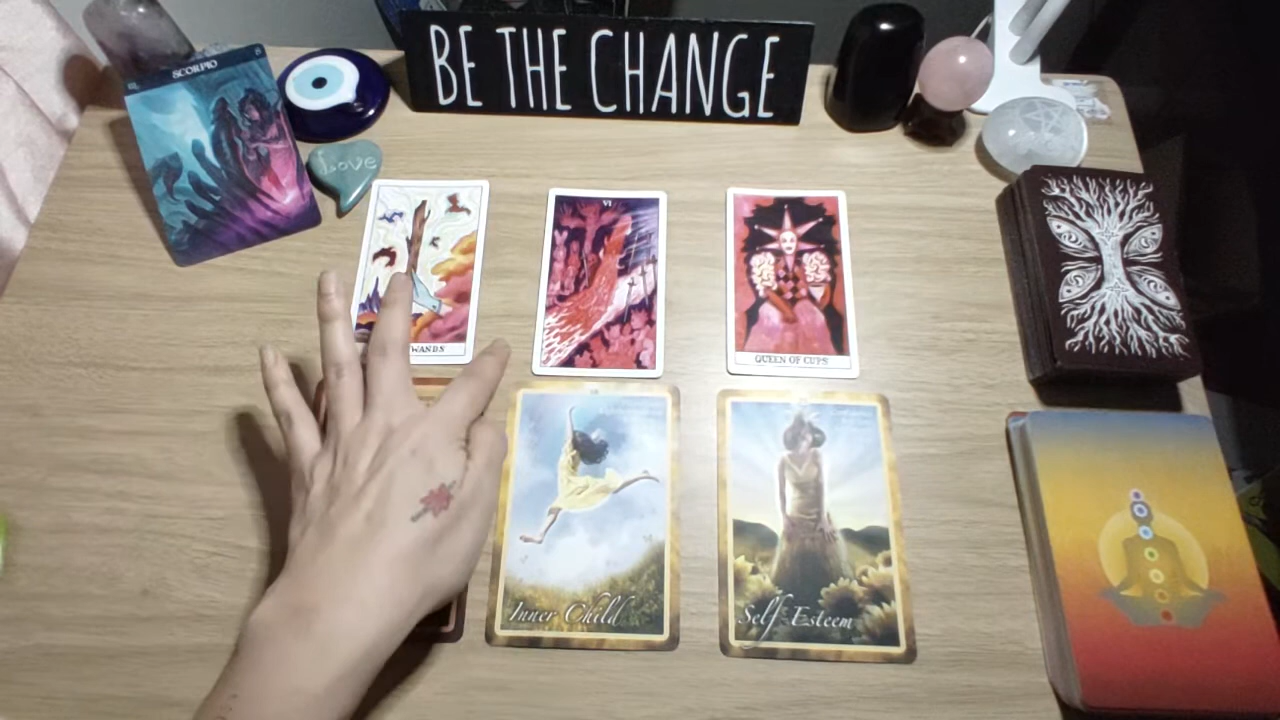 BE THE CHANGE
SCORPIO
Love
WANDS
VI
QUEEN OF CUPS
Inner Child
Self Esteem